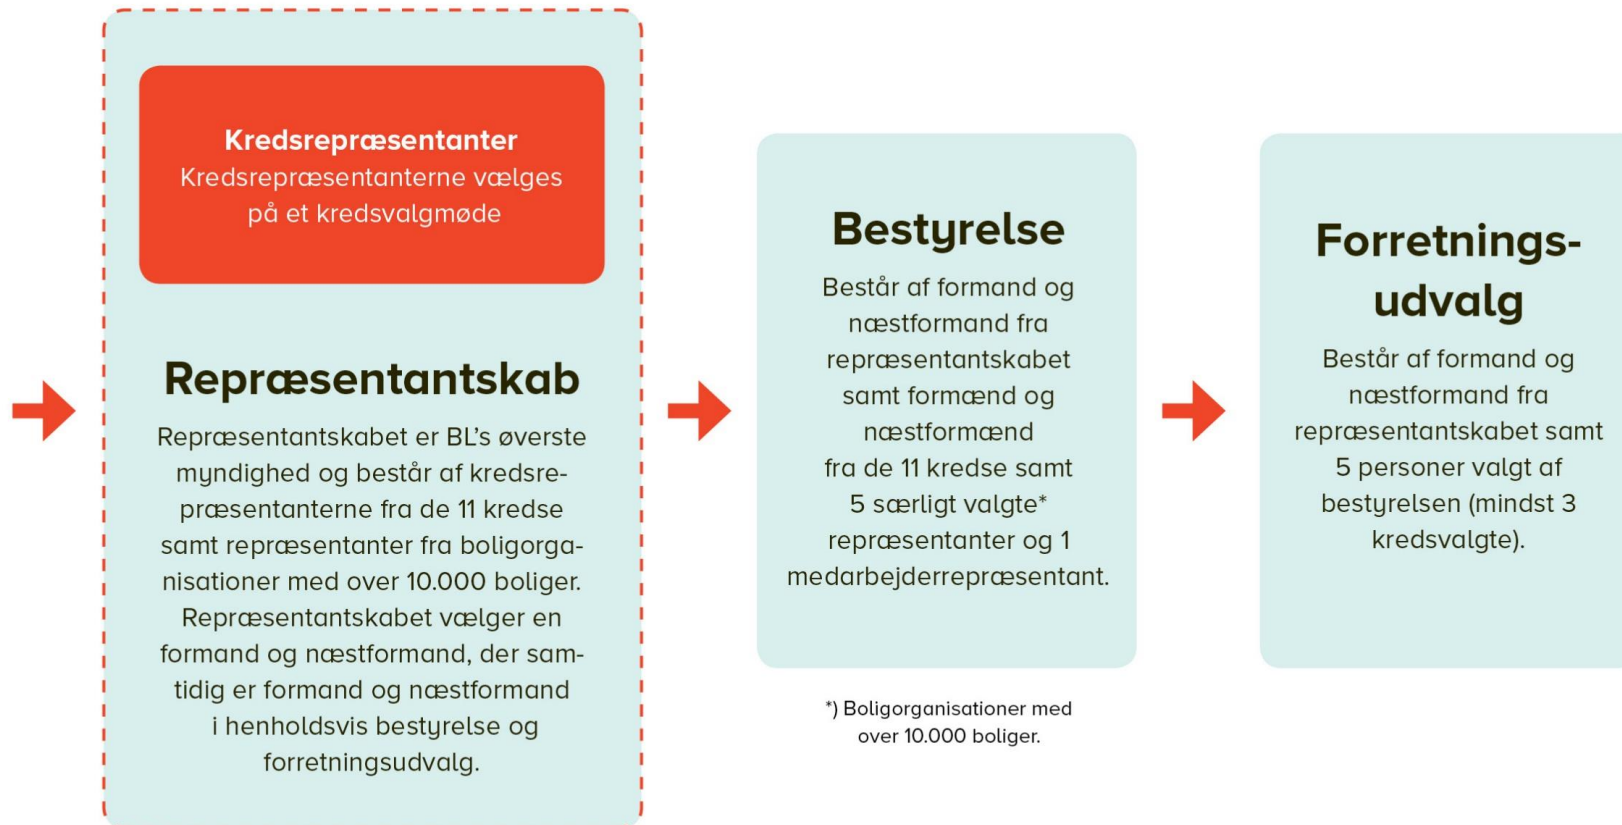 Kredsrepræsentanter
Kredsrepræsentanterne vælges
på et kredsvalgmøde
Repræsentantskab
Repræsentantskabet er BL's øverste
myndighed og består af kredsre-
præsentanterne fra de 11 kredse
samt repræsentanter fra boligorga-
nisationer med over 10.000 boliger.
Repræsentantskabet vælger en
formand og næstformand, der sam-
tidig er formand og næstformand
i henholdsvis bestyrelse og
forretningsudvalg.
Bestyrelse
Består af formand og
næstformand fra
repræsentantskabet
samt formænd og
næstformænd
fra de 11 kredse samt
5 særligt valgte*
repræsentanter og 1
medarbejderrepræsentant.
*) Boligorganisationer med
over 10.000 boliger.
Forretnings-
udvalg
Består af formand og
næstformand fra
repræsentantskabet samt
5 personer valgt af
bestyrelsen (mindst 3
kredsvalgte).